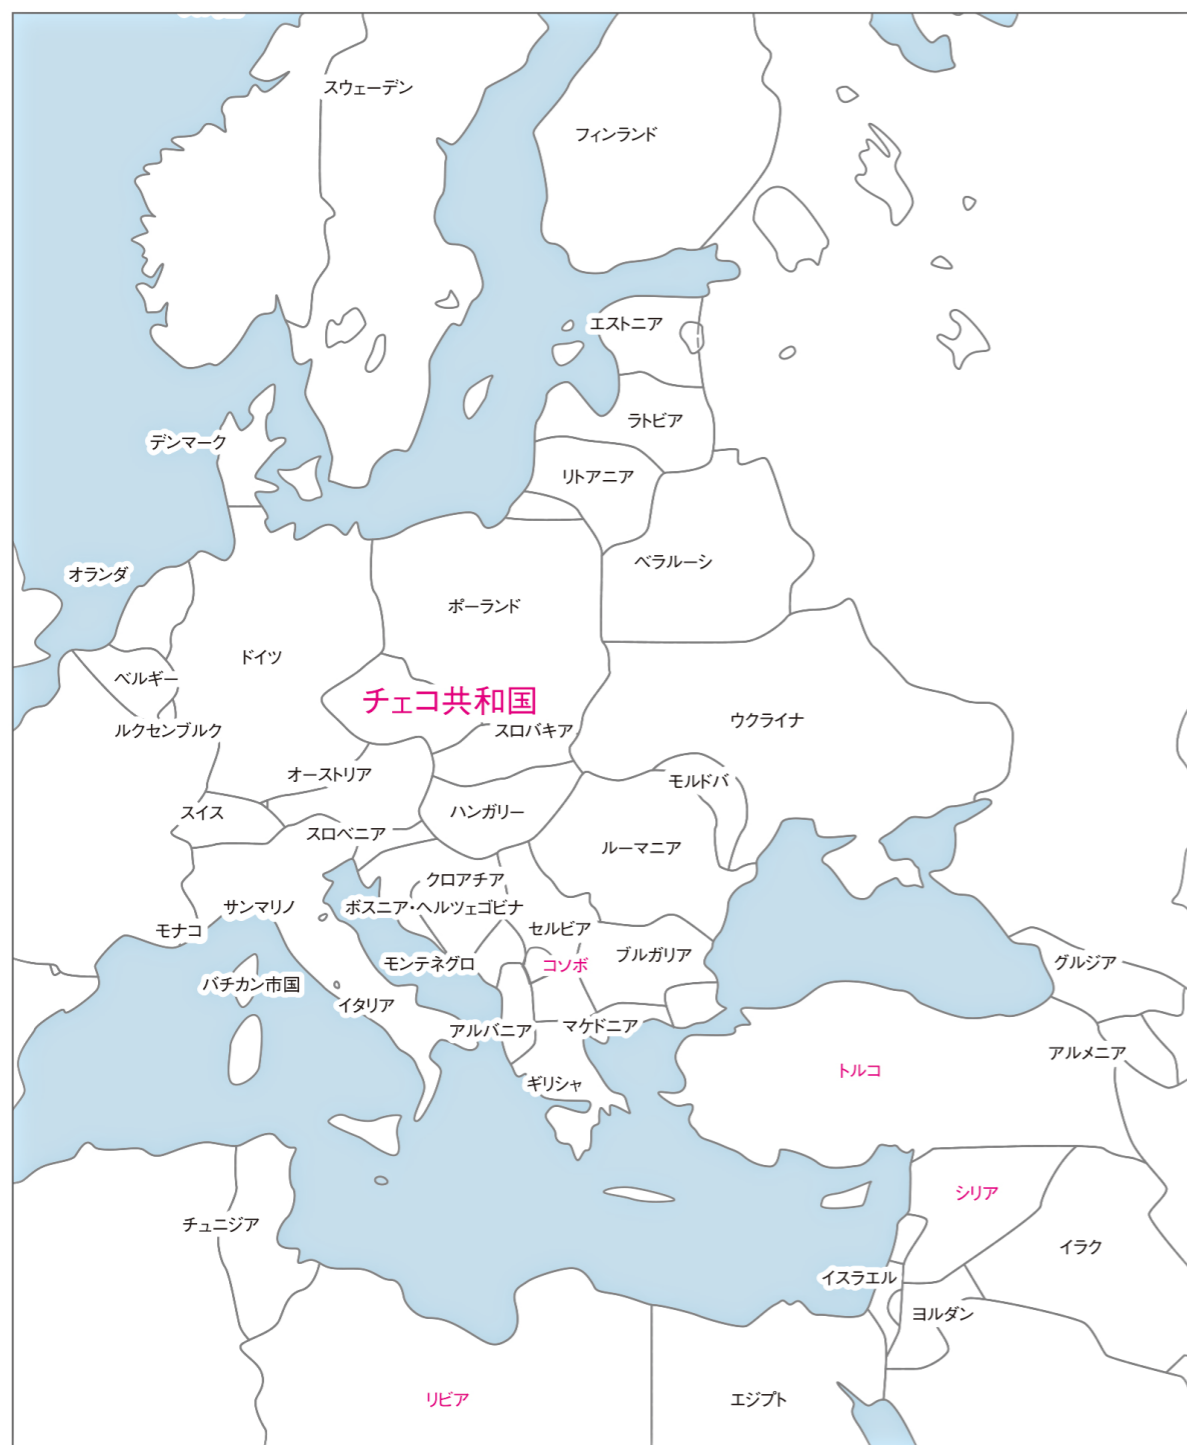 スウェーデン
フィンランド
エストニア
ラトビア
デンマーク
リトアニア
ベラルーシ
オランダ
ポーランド
ドイツ
ベルギー
チェコ共和国
ウクライナ
ルクセンブルク
スロバキア
オーストリア
モルドバ
スイス
ハンガリー
スロベニア
ルーマニア
クロアチア
サンマリノ
ボスニア・ヘルツェゴビナ
モナコ
セルビア
ブルガリア
モンテネグロ
コソボ
グルジア
バチカン市国
イタリア
アルバニア
マケドニア
アルメニア
トルコ
ギリシャ
シリア
チュニジア
イラク
イスラエル
ヨルダン
リビア
エジプト